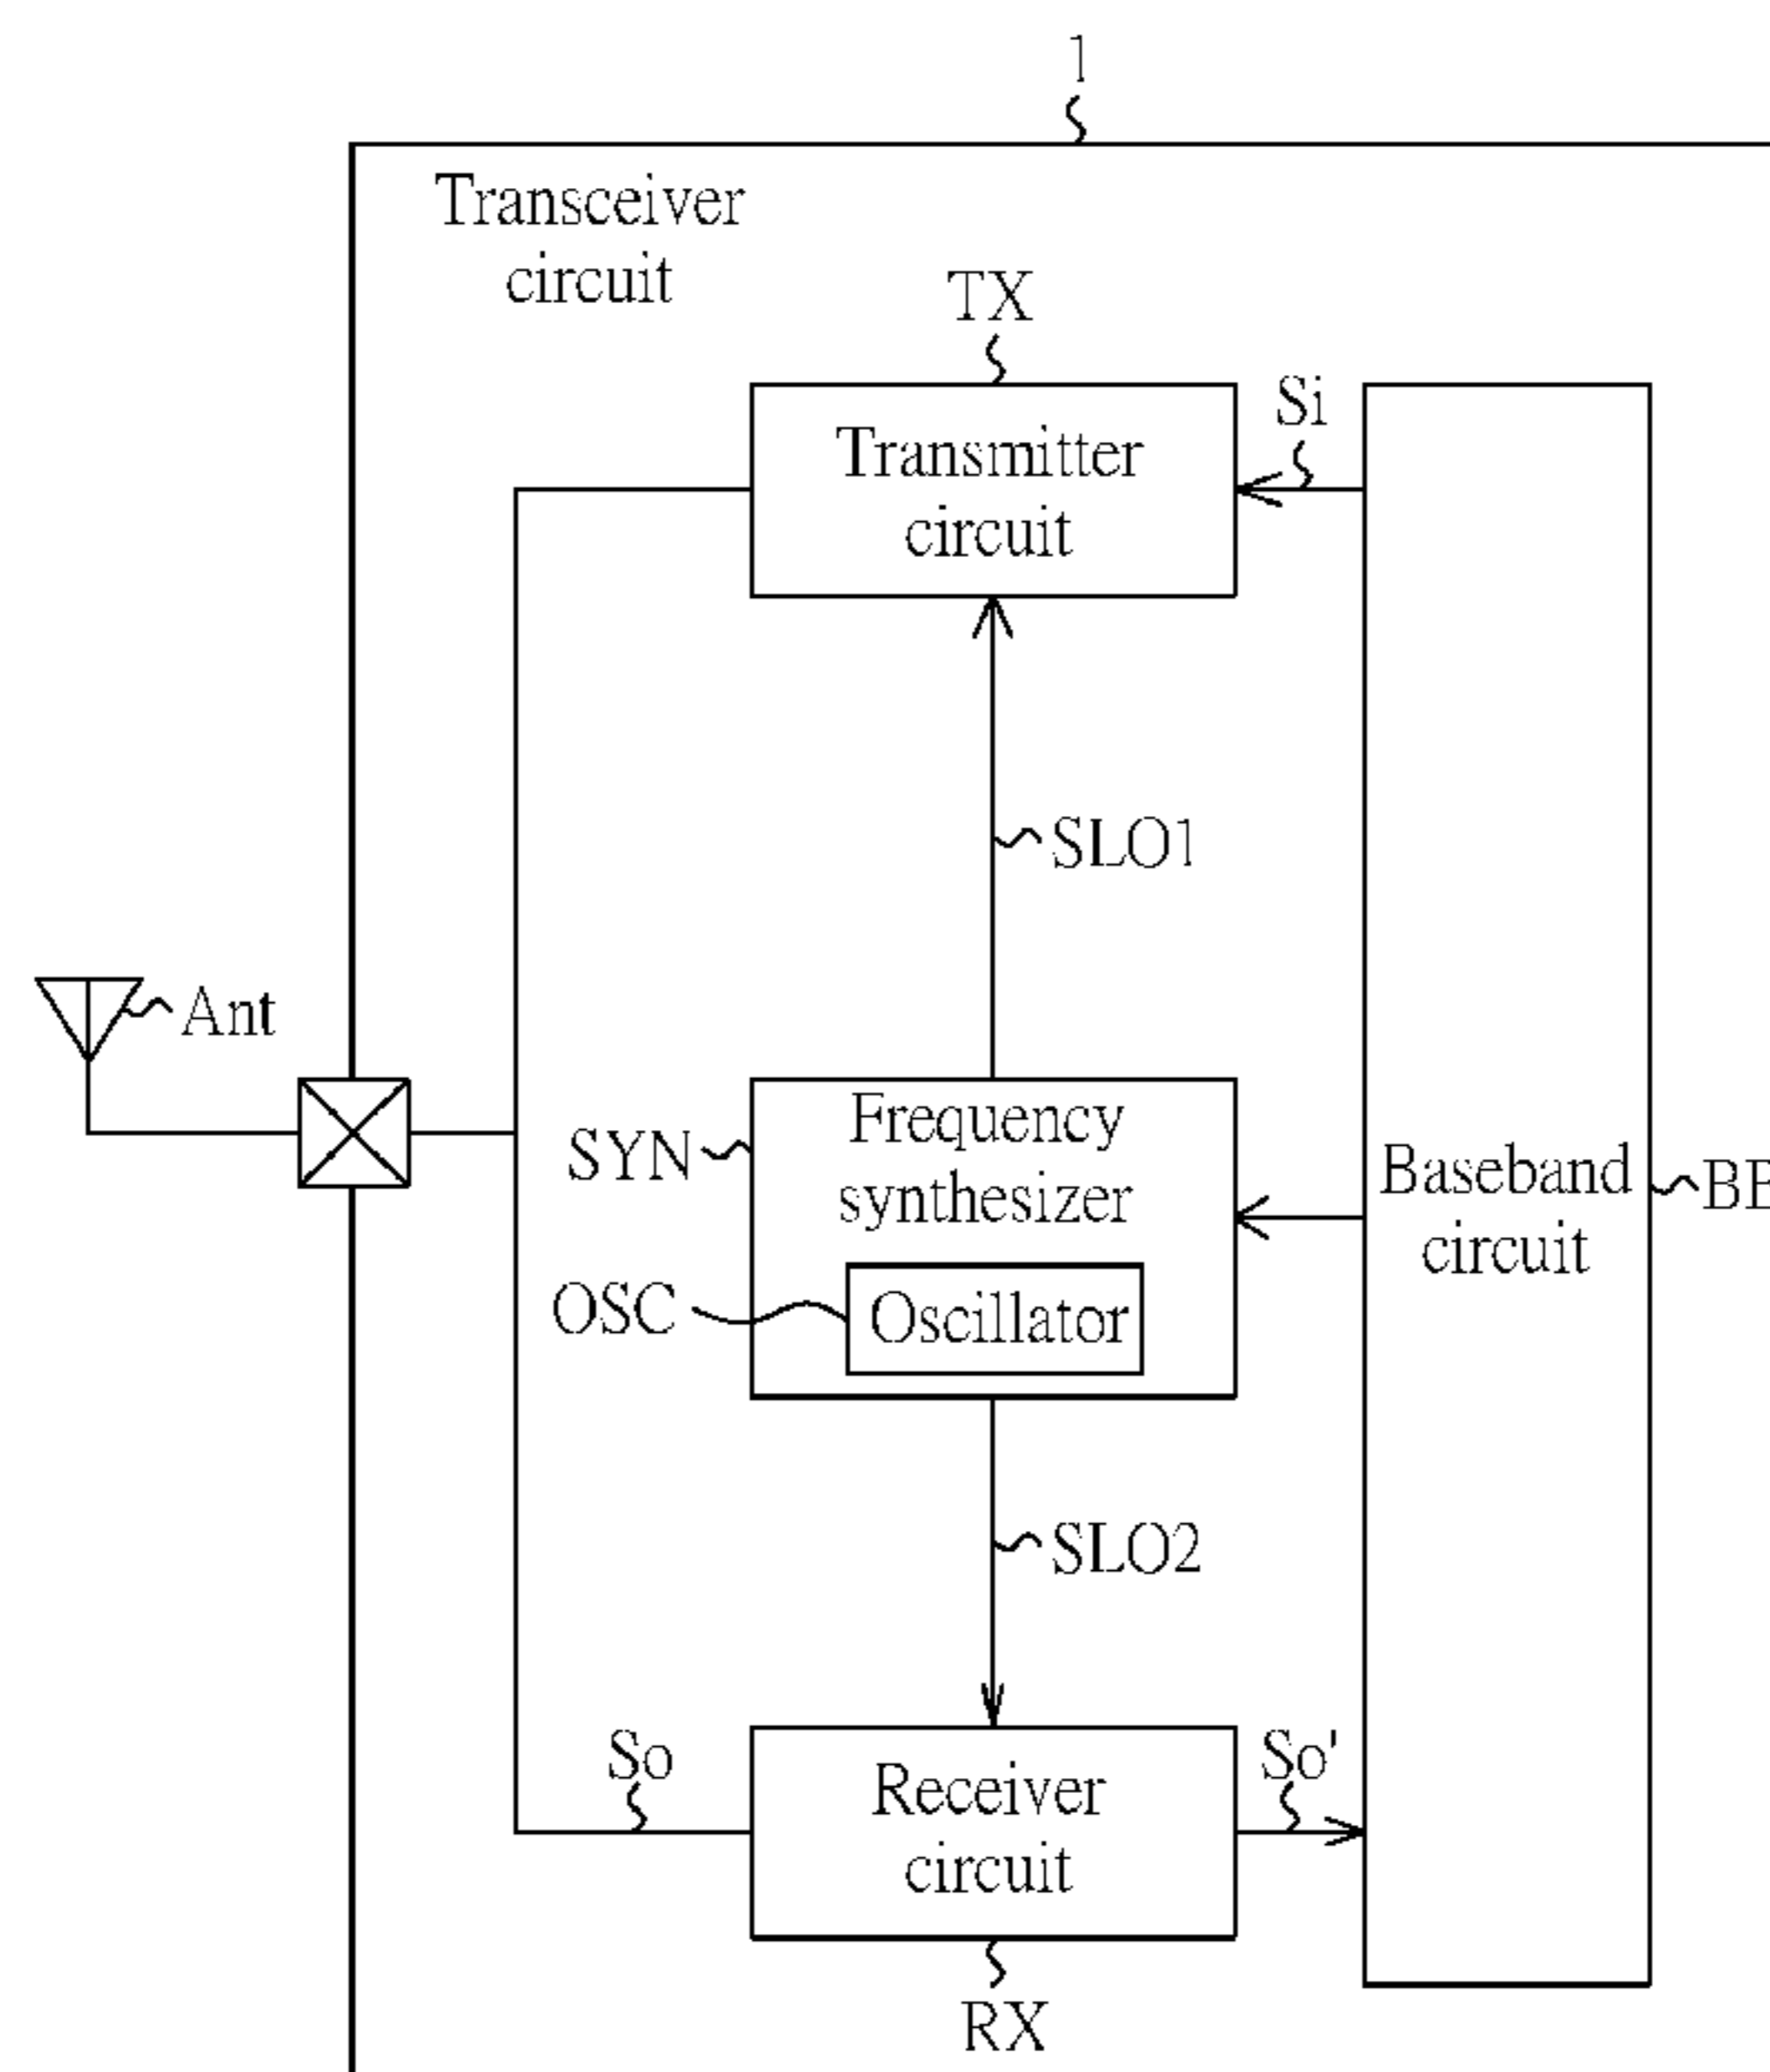 1
Transceiver
circuit
TX
Si
Transmitter
circuit
SLO1
Ant
SYN
Frequency
synthesizer
Baseband
circuit
BB
OSC
Oscillator
SLO2
So
So'
Receiver
circuit
RX